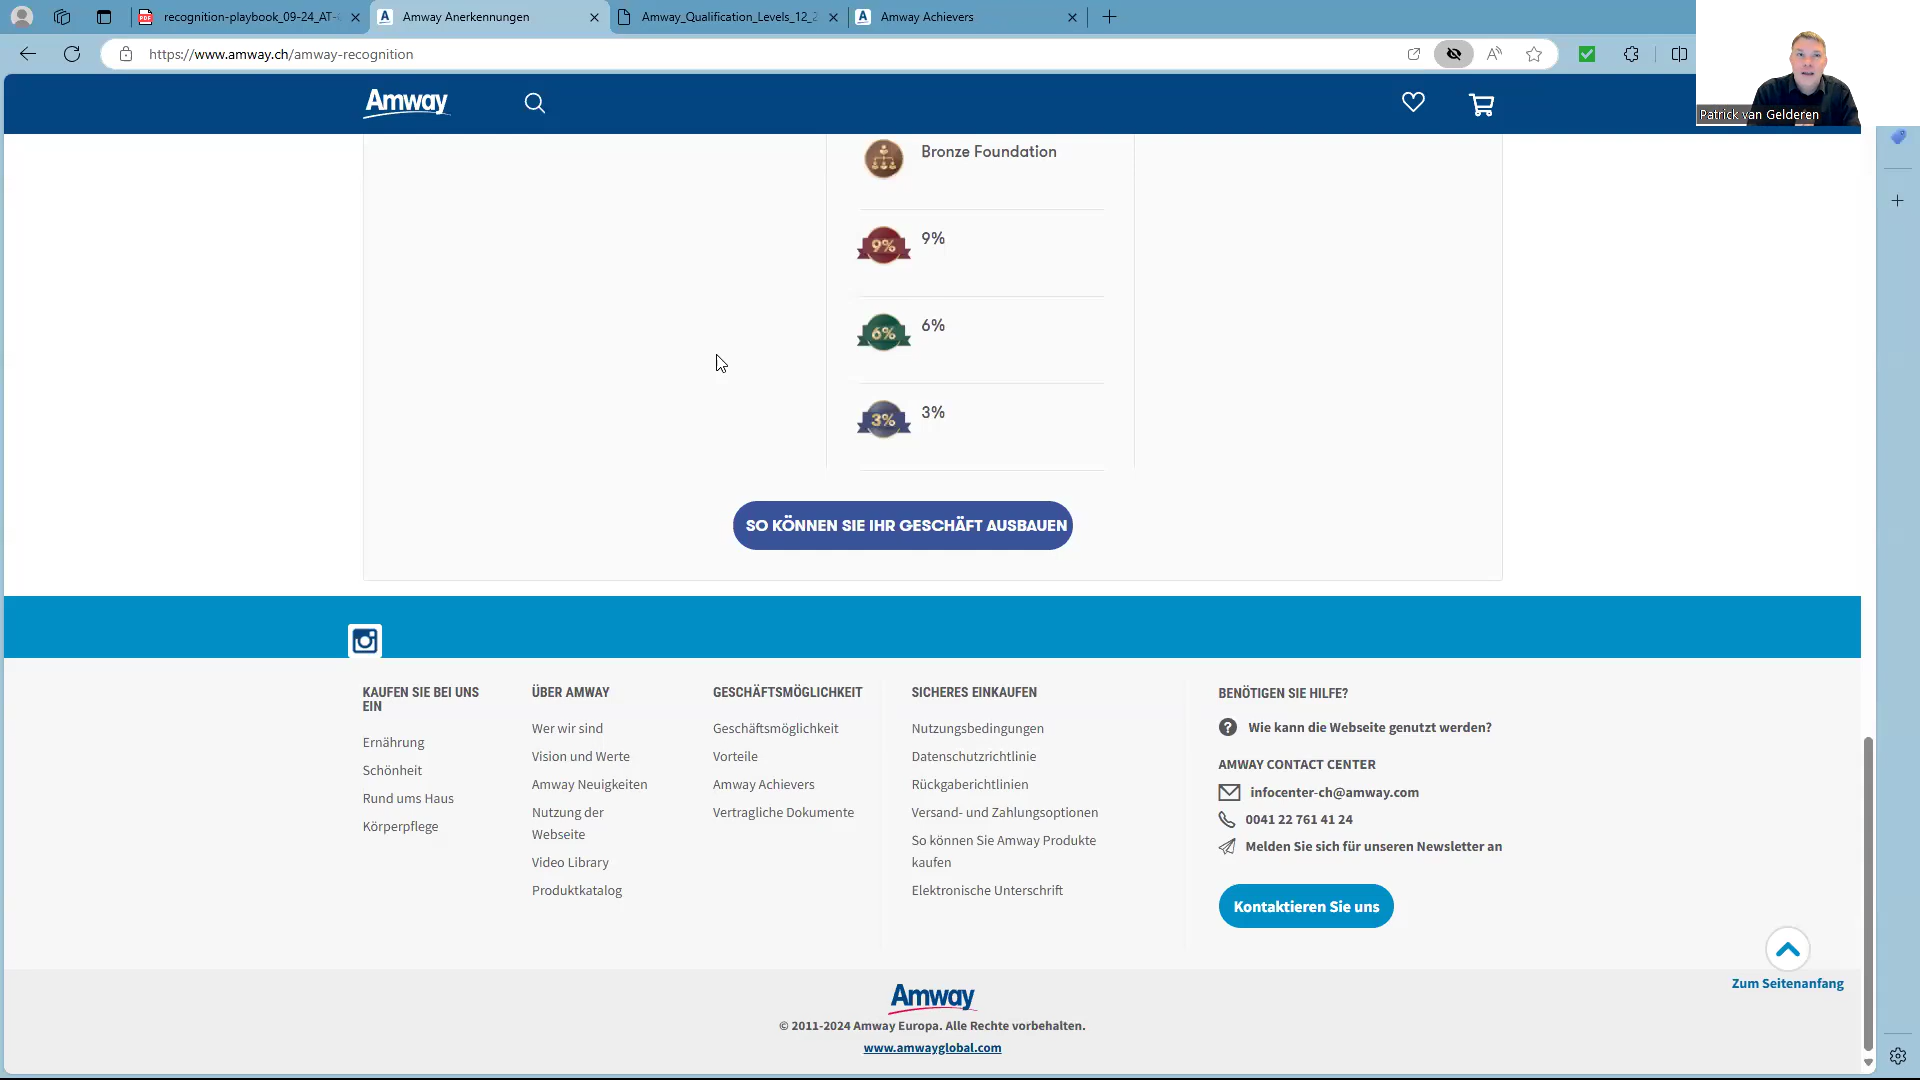 recognition-playbook_09-24_AT-
Amway Anerkennungen
Amway_Qualification_Levels_12_2
Amway Achievers
https://www.amway.ch/amway-recognition
Patrick van Gelderen
Amway
Bronze Foundation
9%
9%
6%
6%
3%
3%
SO KÖNNEN SIE IHR GESCHÄFT AUSBAUEN
KAUFEN SIE BEI UNS
EIN
Ernährung
Schönheit
Rund ums Haus
Körperpflege
ÜBER AMWAY
Wer wir sind
Vision und Werte
Amway Neuigkeiten
Nutzung der
Webseite
Video Library
Produktkatalog
GESCHÄFTSMÖGLICHKEIT
Geschäftsmöglichkeit
Vorteile
Amway Achievers
Vertragliche Dokumente
SICHERES EINKAUFEN
Nutzungsbedingungen
Datenschutzrichtlinie
Rückgaberichtlinien
Versand- und Zahlungsoptionen
So können Sie Amway Produkte
kaufen
Elektronische Unterschrift
BENÖTIGEN SIE HILFE?
Wie kann die Webseite genutzt werden?
AMWAY CONTACT CENTER
infocenter-ch@amway.com
0041 22 761 41 24
Melden Sie sich für unseren Newsletter an
Kontaktieren Sie uns
Zum Seitenanfang
Amway
© 2011-2024 Amway Europa. Alle Rechte vorbehalten.
www.amwayglobal.com